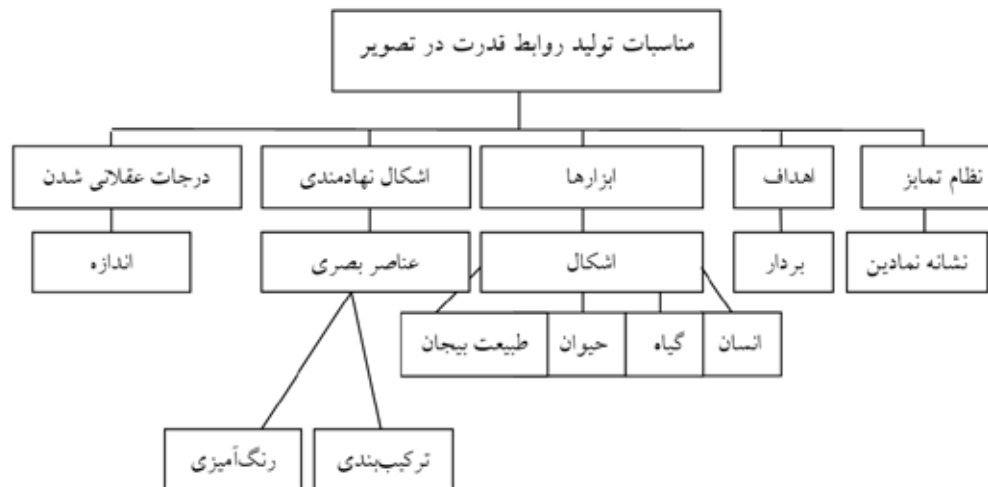 مناسبات تولید روابط قدرت در تصویر
نظام تمایز
اهداف
ابزارها
اشکال نهادمندی
درجات عقلانی شدن
نشانه نمادین
بردار
اشکال
عناصر بصری
اندازه
انسان
گیاه
حیوان
طبیعت بیجان
ترکیب‌بندی
رنگ‌آمیزی